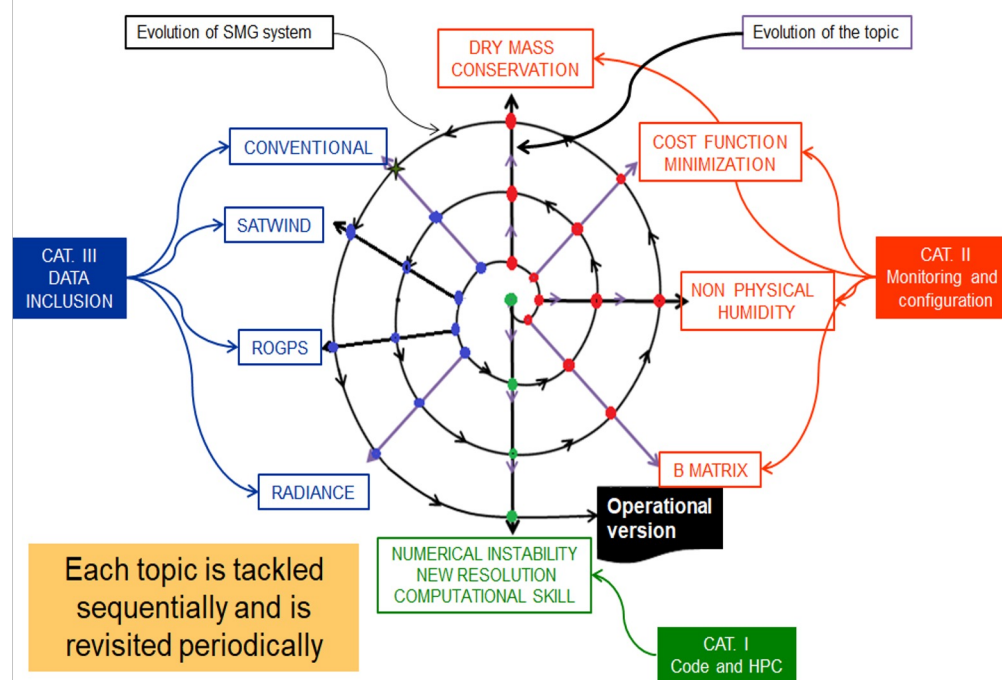 Evolution of SMG system
DRY MASS
CONSERVATION
Evolution of the topic
CONVENTIONAL
COST FUNCTION
MINIMIZATION
SATWIND
CAT. III
DATA
INCLUSION
CAT. II
Monitoring and
configuration
NON PHYSICAL
HUMIDITY
ROGPS
RADIANCE
B MATRIX
Operational
version
NUMERICAL INSTABILITY
NEW RESOLUTION
COMPUTATIONAL SKILL
Each topic is tackled
sequentially and is
revisited periodically
CAT. I
Code and HPC